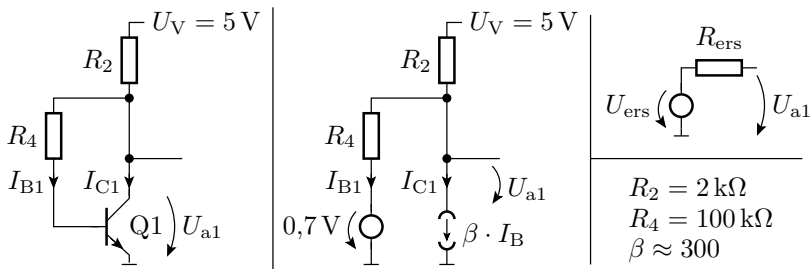 U_V = 5 V
R_2
R_4
I_B1
I_C1
Q1
U_a1
U_V = 5 V
R_2
R_4
I_B1
I_C1
U_a1
0,7 V
β · I_B
R_ers
U_ers
U_a1
R_2 = 2 kΩ
R_4 = 100 kΩ
β ≈ 300